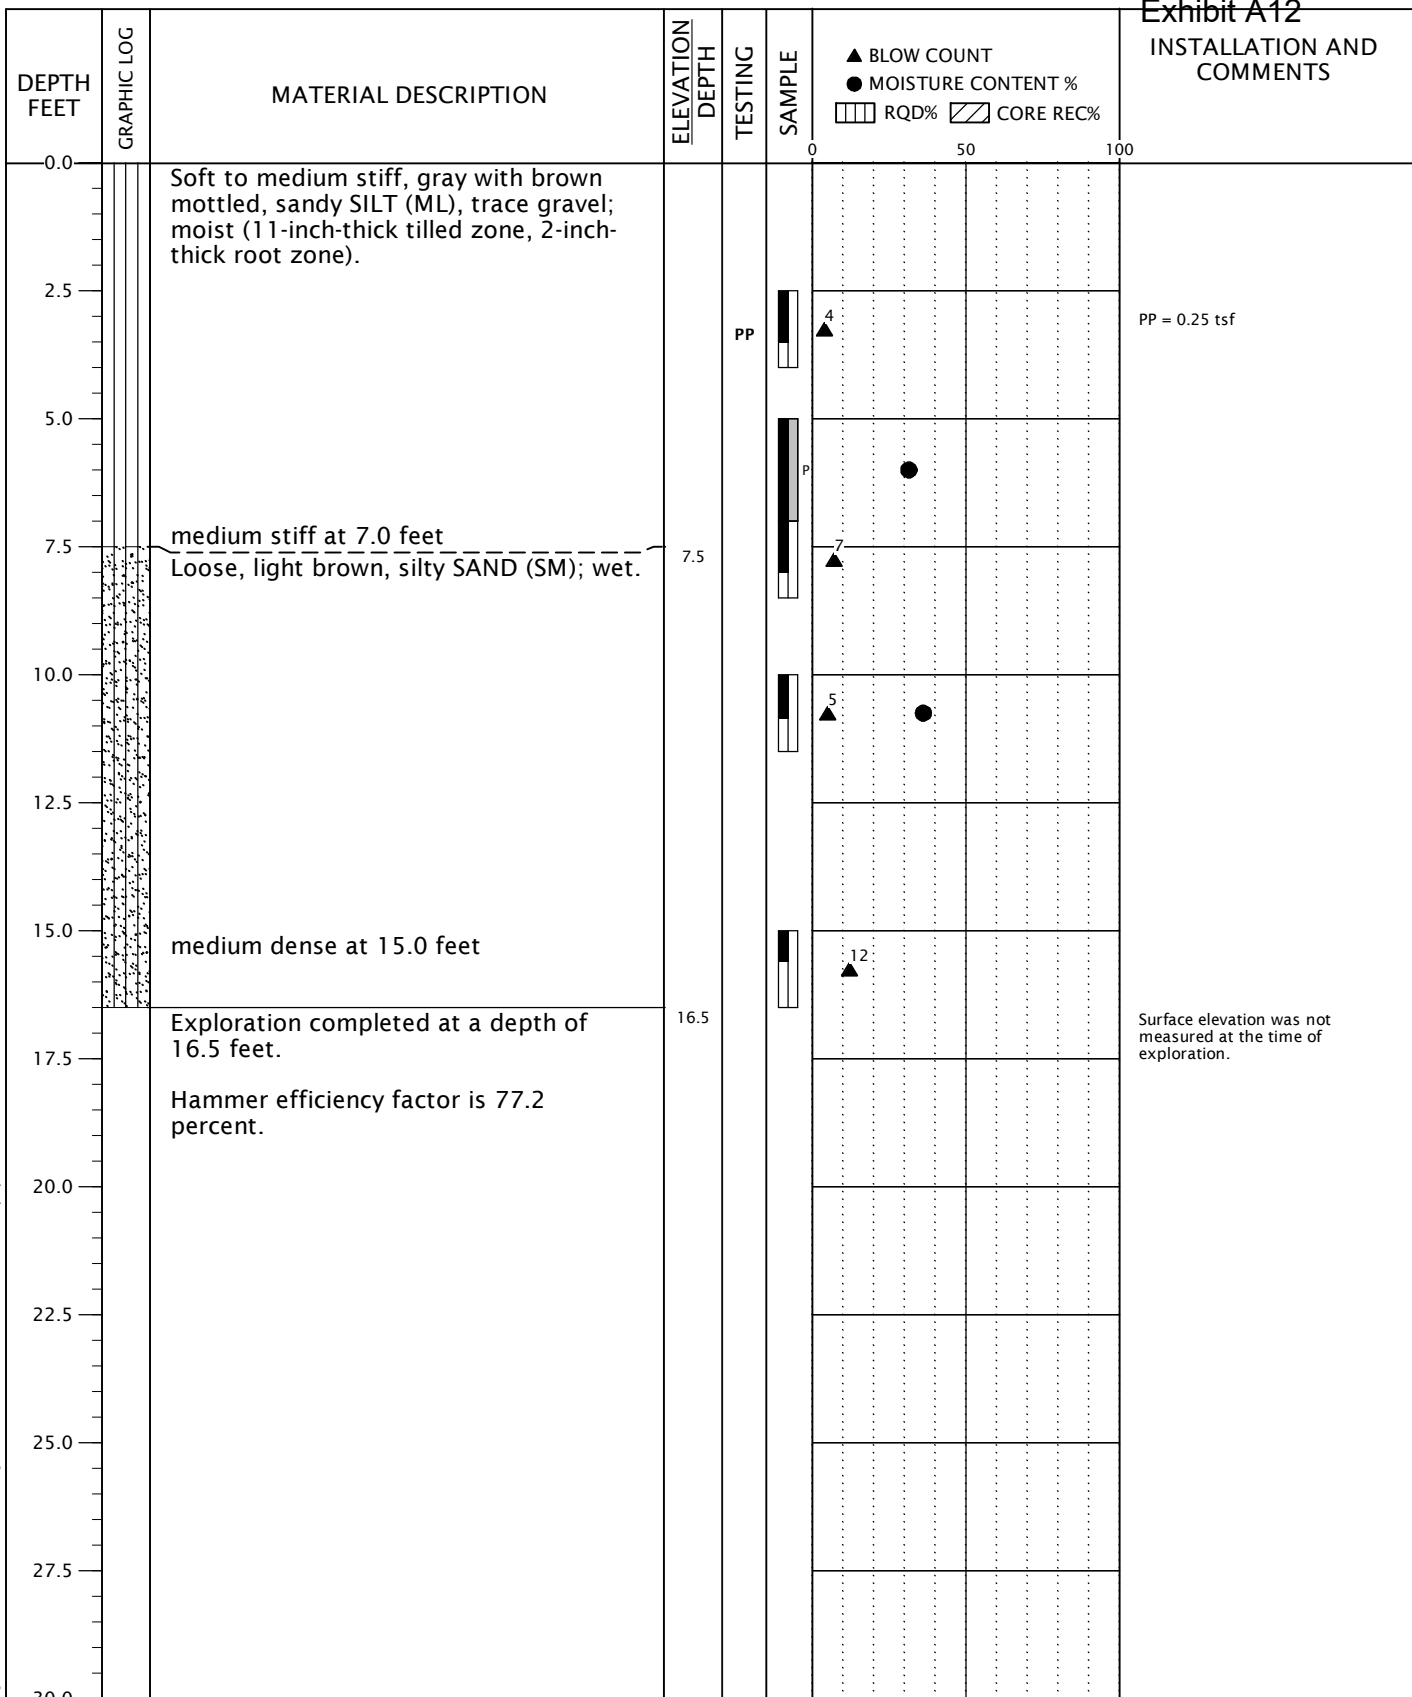 Exhibit A12
DEPTH
FEET
GRAPHIC LOG
MATERIAL DESCRIPTION
ELEVATION
DEPTH
TESTING
SAMPLE
BLOW COUNT
MOISTURE CONTENT %
RQD% CORE REC%
0 50 100
INSTALLATION AND
COMMENTS
0.0
Soft to medium stiff, gray with brown
mottled, sandy SILT (ML), trace gravel;
moist (11-inch-thick tilled zone, 2-inch-
thick root zone).
2.5
PP
4
PP = 0.25 tsf
5.0
P
medium stiff at 7.0 feet
7.5
7.5
7
Loose, light brown, silty SAND (SM); wet.
10.0
5
12.5
15.0
medium dense at 15.0 feet
12
16.5
Exploration completed at a depth of
16.5 feet.
Surface elevation was not
measured at the time of
exploration.
17.5
Hammer efficiency factor is 77.2
percent.
20.0
22.5
25.0
27.5
30.0